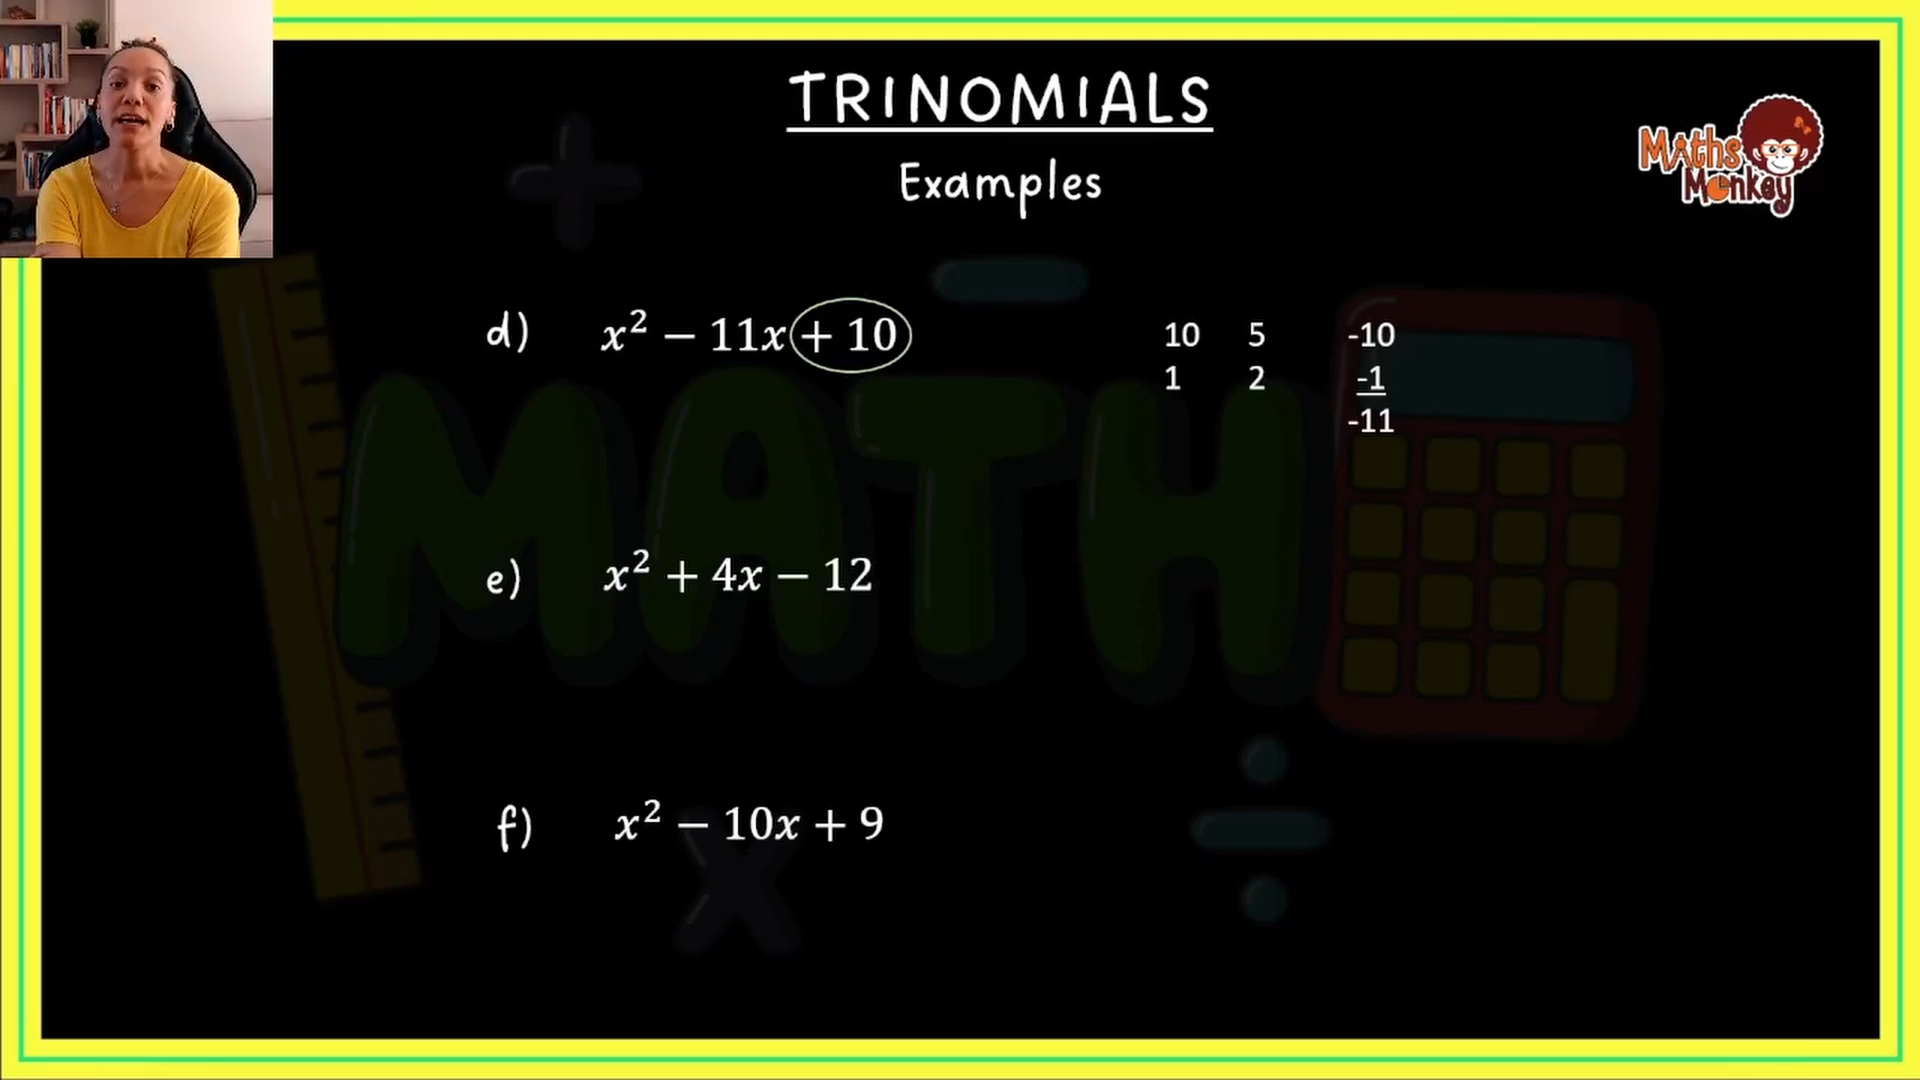 TRINOMIALS
Examples
Maths
Monkey
d) x² − 11x + 10
10 5 -10
1 2 -1
-11
MATH
e) x² + 4x − 12
f) x² − 10x + 9